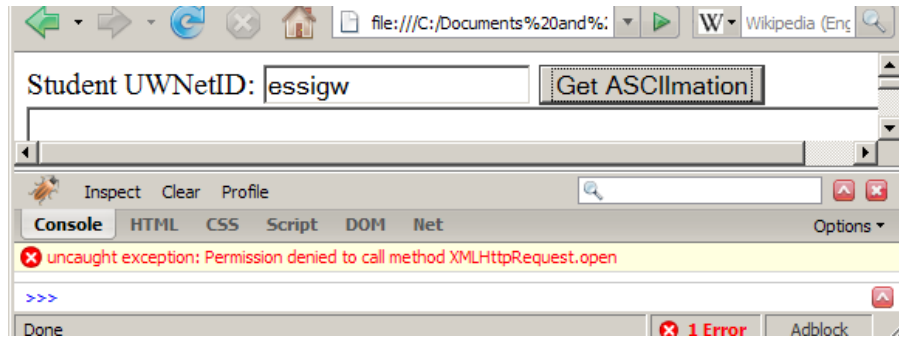 file:///C:/Documents%20and%: W Wikipedia (Eng
Student UWNetID: essigw Get ASCIImation
Inspect Clear Profile
Console HTML CSS Script DOM Net Options
uncaught exception: Permission denied to call method XMLHttpRequest.open
>>>
Done 1 Error Adblock